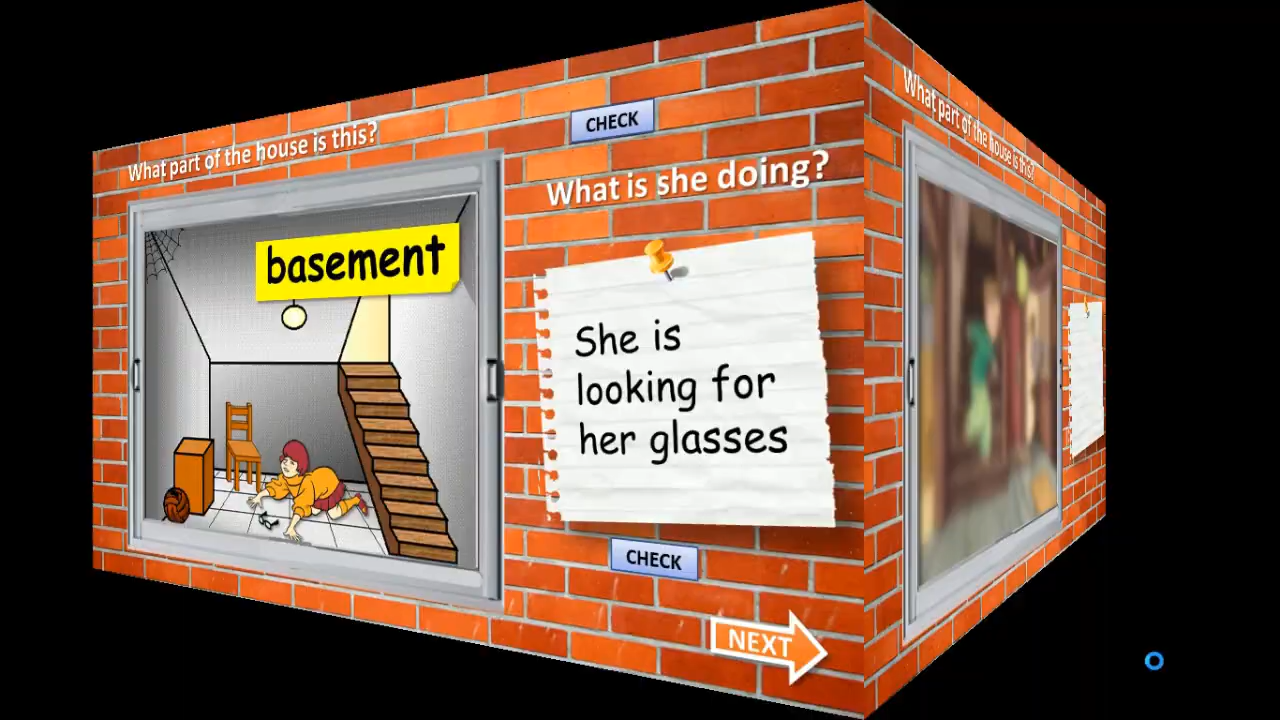 What part of the house is this?
basement
CHECK
What is she doing?
She is
looking for
her glasses
CHECK
NEXT
What part of the house is this?